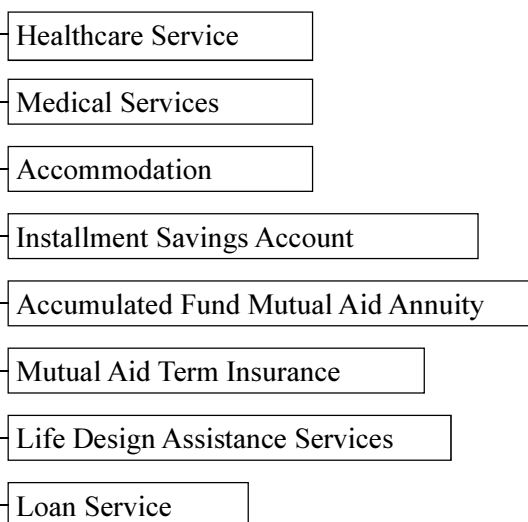 Healthcare Service
Medical Services
Accommodation
Installment Savings Account
Accumulated Fund Mutual Aid Annuity
Mutual Aid Term Insurance
Life Design Assistance Services
Loan Service